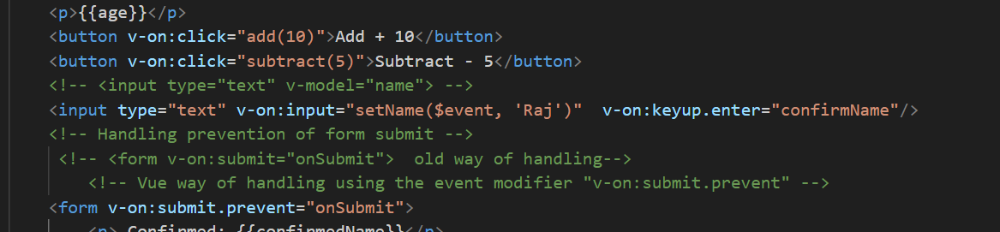 <p>{{age}}</p>
<button v-on:click="add(10)">Add + 10</button>
<button v-on:click="subtract(5)">Subtract - 5</button>
<!-- <input type="text" v-model="name"> -->
<input type="text" v-on:input="setName($event, 'Raj')"  v-on:keyup.enter="confirmName"/>
<!-- Handling prevention of form submit -->
<!-- <form v-on:submit="onSubmit">  old way of handling-->
<!-- Vue way of handling using the event modifier "v-on:submit.prevent" -->
<form v-on:submit.prevent="onSubmit">
<p> Confirmed: {{confirmedName}}</p>